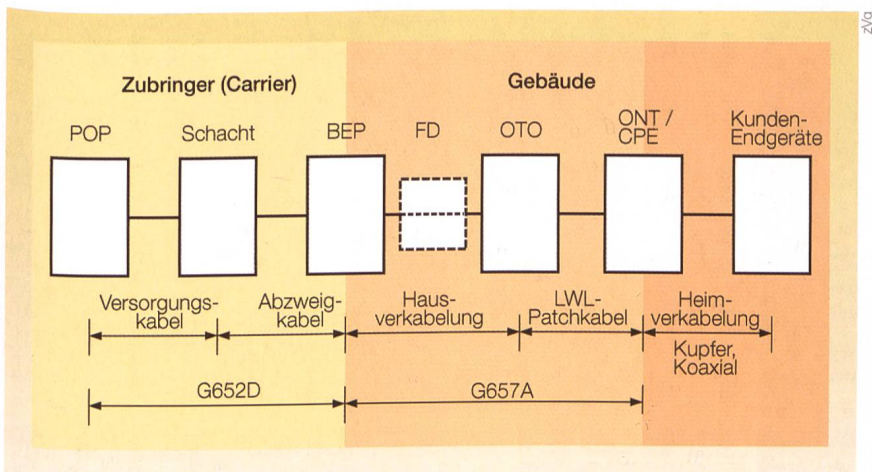 zVg
Zubringer (Carrier)
Gebäude
POP
Schacht
BEP
FD
OTO
ONT /
CPE
Kunden-
Endgeräte
Versorgungs-
kabel
Abzweig-
kabel
Haus-
verkabelung
LWL-
Patchkabel
Heim-
verkabelung
Kupfer,
Koaxial
G652D
G657A